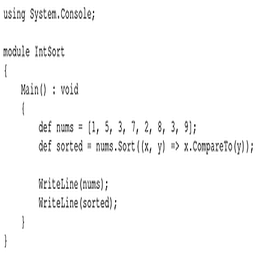 using System.Console;
module IntSort
{
Main() : void
{
def nums = [1, 5, 3, 7, 2, 8, 3, 9];
def sorted = nums.Sort((x, y) => x.CompareTo(y));
WriteLine(nums);
WriteLine(sorted);
}
}